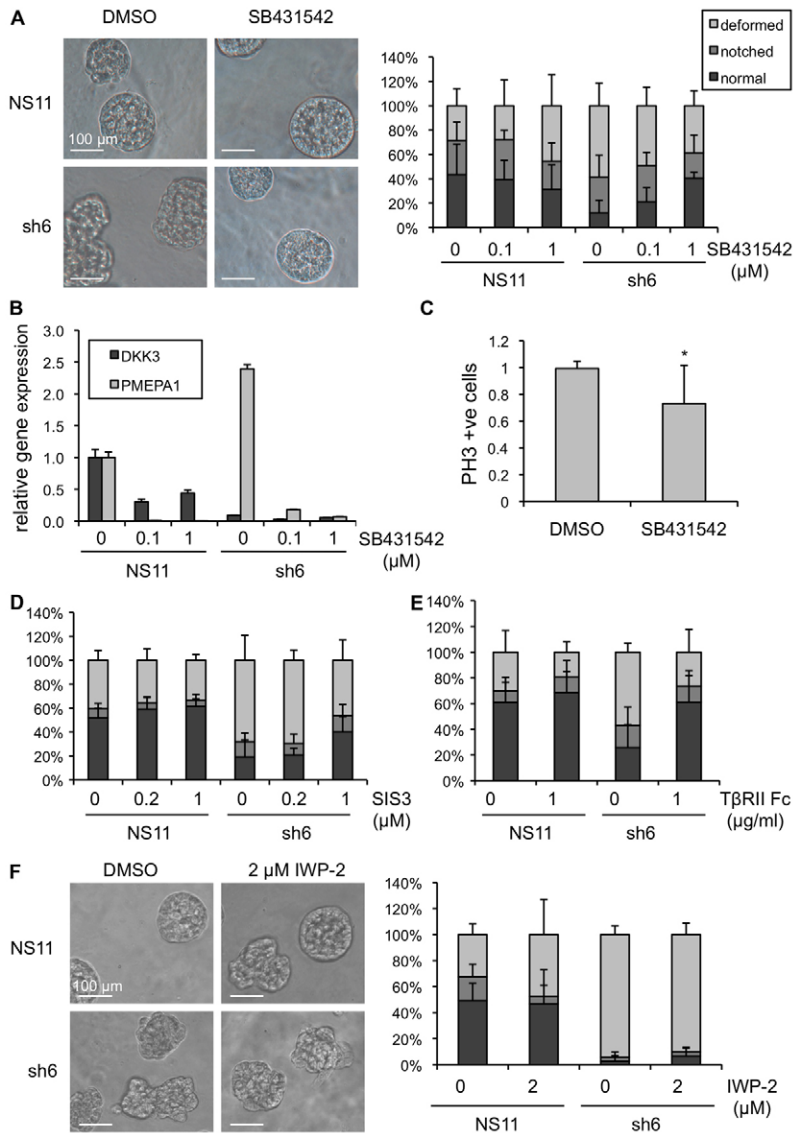 A
DMSO
SB431542
NS11
100 µm
sh6
deformed
notched
normal
140%
120%
100%
80%
60%
40%
20%
0%
0 0.1 1 0 0.1 1 SB431542
(µM)
NS11 sh6
B
relative gene expression
3.0
2.5
2.0
1.5
1.0
0.5
0.0
DKK3
PMEPA1
0 0.1 1 0 0.1 1 SB431542
(µM)
NS11 sh6
C
PH3 +ve cells
1.2
1
0.8
0.6
0.4
0.2
0
*
DMSO SB431542
D
140%
120%
100%
80%
60%
40%
20%
0%
0 0.2 1 0 0.2 1 SIS3
(µM)
NS11 sh6
E
140%
120%
100%
80%
60%
40%
20%
0%
0 1 0 1 TβRII Fc
(µg/ml)
NS11 sh6
F
DMSO
2 µM IWP-2
NS11
100 µm
sh6
140%
120%
100%
80%
60%
40%
20%
0%
0 2 0 2 IWP-2
(µM)
NS11 sh6